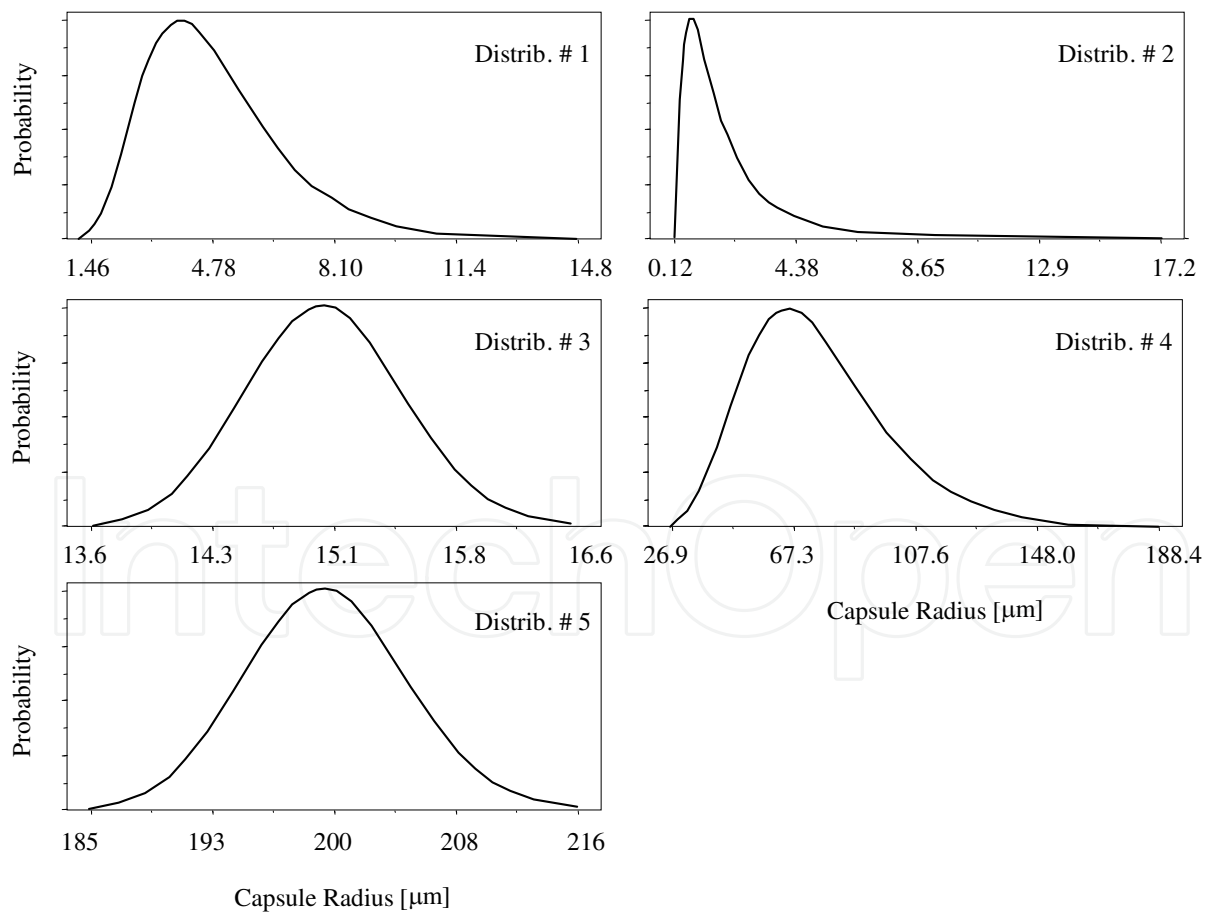 Probability
Distrib. # 1
1.46 4.78 8.10 11.4 14.8
Distrib. # 2
0.12 4.38 8.65 12.9 17.2
Probability
Distrib. # 3
13.6 14.3 15.1 15.8 16.6
Distrib. # 4
26.9 67.3 107.6 148.0 188.4
Capsule Radius [µm]
Probability
Distrib. # 5
185 193 200 208 216
Capsule Radius [µm]
IntechOpen